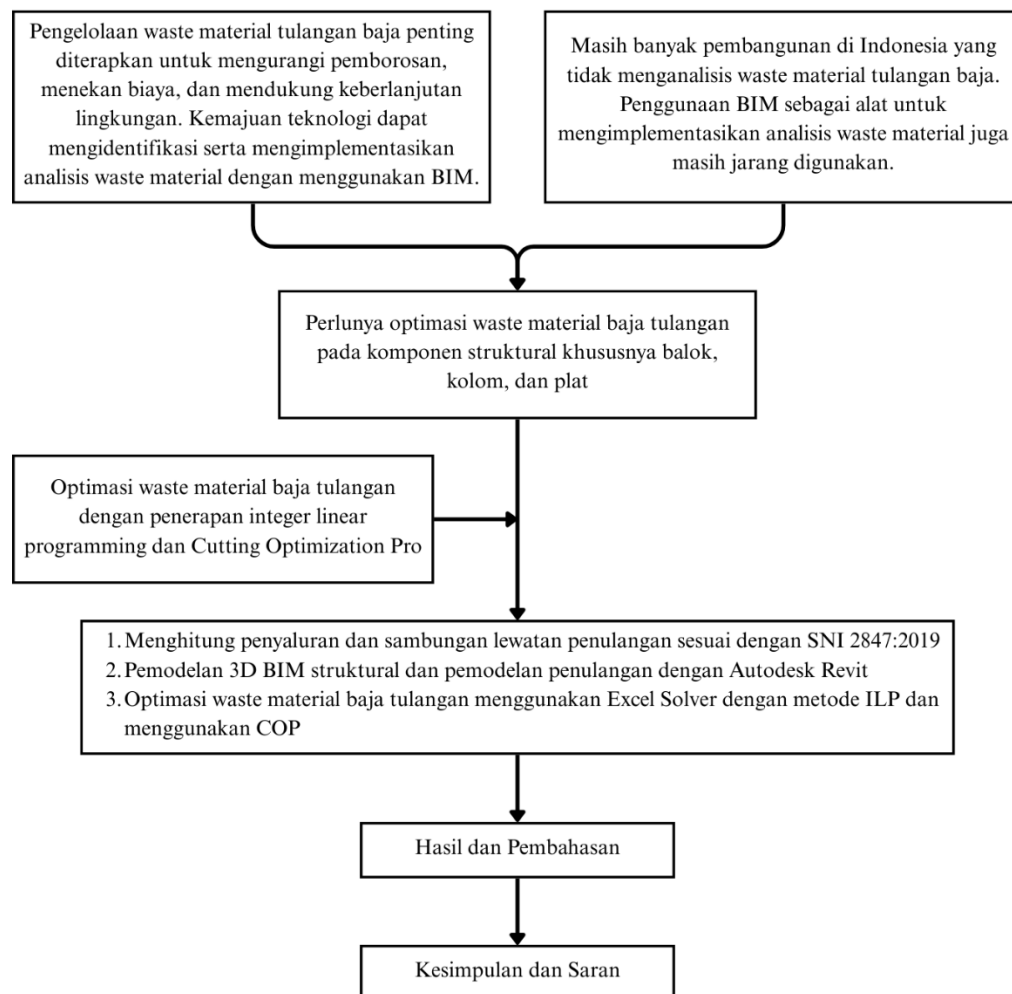 Pengelolaan waste material tulangan baja penting
diterapkan untuk mengurangi pemborosan,
menekan biaya, dan mendukung keberlanjutan
lingkungan. Kemajuan teknologi dapat
mengidentifikasi serta mengimplementasikan
analisis waste material dengan menggunakan BIM.
Masih banyak pembangunan di Indonesia yang
tidak menganalisis waste material tulangan baja.
Penggunaan BIM sebagai alat untuk
mengimplementasikan analisis waste material juga
masih jarang digunakan.
Perlunya optimasi waste material baja tulangan
pada komponen struktural khususnya balok,
kolom, dan plat
Optimasi waste material baja tulangan
dengan penerapan integer linear
programming dan Cutting Optimization Pro
1. Menghitung penyaluran dan sambungan lewatan penulangan sesuai dengan SNI 2847:2019
2. Pemodelan 3D BIM struktural dan pemodelan penulangan dengan Autodesk Revit
3. Optimasi waste material baja tulangan menggunakan Excel Solver dengan metode ILP dan
menggunakan COP
Hasil dan Pembahasan
Kesimpulan dan Saran